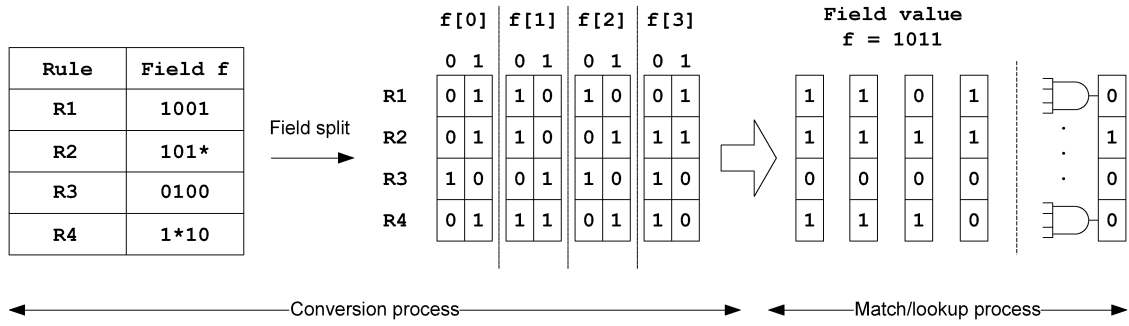 f[0] f[1] f[2] f[3] Field value
f = 1011
0 1 0 1 0 1 0 1
Rule Field f
R1 1001 R1 0 1 1 0 1 0 0 1 1 1 0 1 0
Field split
R2 101* R2 0 1 1 0 0 1 1 1 1 1 1 1 1
R3 0100 R3 1 0 0 1 1 0 1 0 0 0 0 0 0
R4 1*10 R4 0 1 1 1 0 1 1 0 1 1 1 0 0
Conversion process Match/lookup process